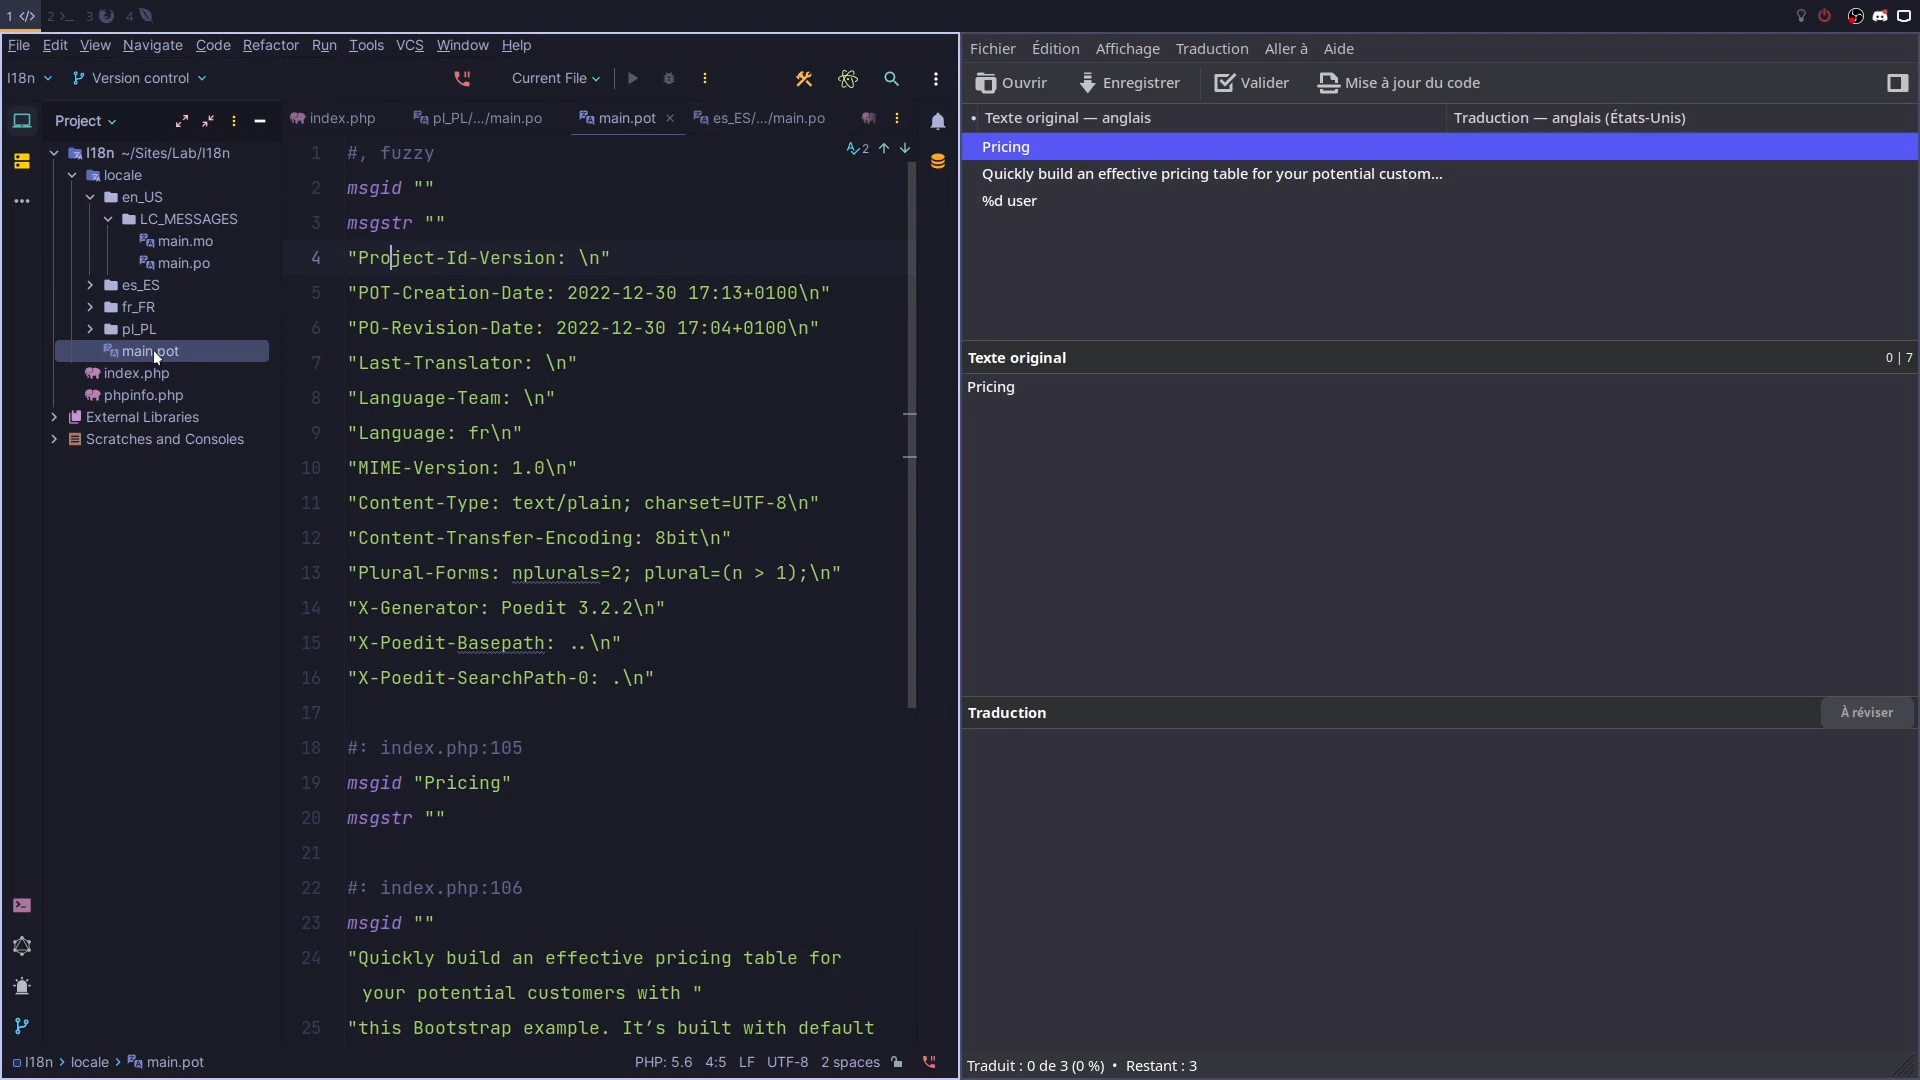 1 </> 2 >_ 3 4
File Edit View Navigate Code Refactor Run Tools VCS Window Help
I18n Version control Current File
Project
index.php pl_PL/.../main.po main.pot es_ES/.../main.po
I18n ~/Sites/Lab/I18n
locale
en_US
LC_MESSAGES
main.mo
main.po
es_ES
fr_FR
pl_PL
main.pot
index.php
phpinfo.php
External Libraries
Scratches and Consoles
2
1 #, fuzzy
2 msgid ""
3 msgstr ""
4 "Project-Id-Version: \n"
5 "POT-Creation-Date: 2022-12-30 17:13+0100\n"
6 "PO-Revision-Date: 2022-12-30 17:04+0100\n"
7 "Last-Translator: \n"
8 "Language-Team: \n"
9 "Language: fr\n"
10 "MIME-Version: 1.0\n"
11 "Content-Type: text/plain; charset=UTF-8\n"
12 "Content-Transfer-Encoding: 8bit\n"
13 "Plural-Forms: nplurals=2; plural=(n > 1);\n"
14 "X-Generator: Poedit 3.2.2\n"
15 "X-Poedit-Basepath: ..\n"
16 "X-Poedit-SearchPath-0: .\n"
17
18 #: index.php:105
19 msgid "Pricing"
20 msgstr ""
21
22 #: index.php:106
23 msgid ""
24 "Quickly build an effective pricing table for
your potential customers with "
25 "this Bootstrap example. It’s built with default
I18n > locale > main.pot PHP: 5.6 4:5 LF UTF-8 2 spaces
Fichier Édition Affichage Traduction Aller à Aide
Ouvrir Enregistrer Valider Mise à jour du code
• Texte original — anglais Traduction — anglais (États-Unis)
Pricing
Quickly build an effective pricing table for your potential custom...
%d user
Texte original 0 | 7
Pricing
Traduction À réviser
Traduit : 0 de 3 (0 %) • Restant : 3